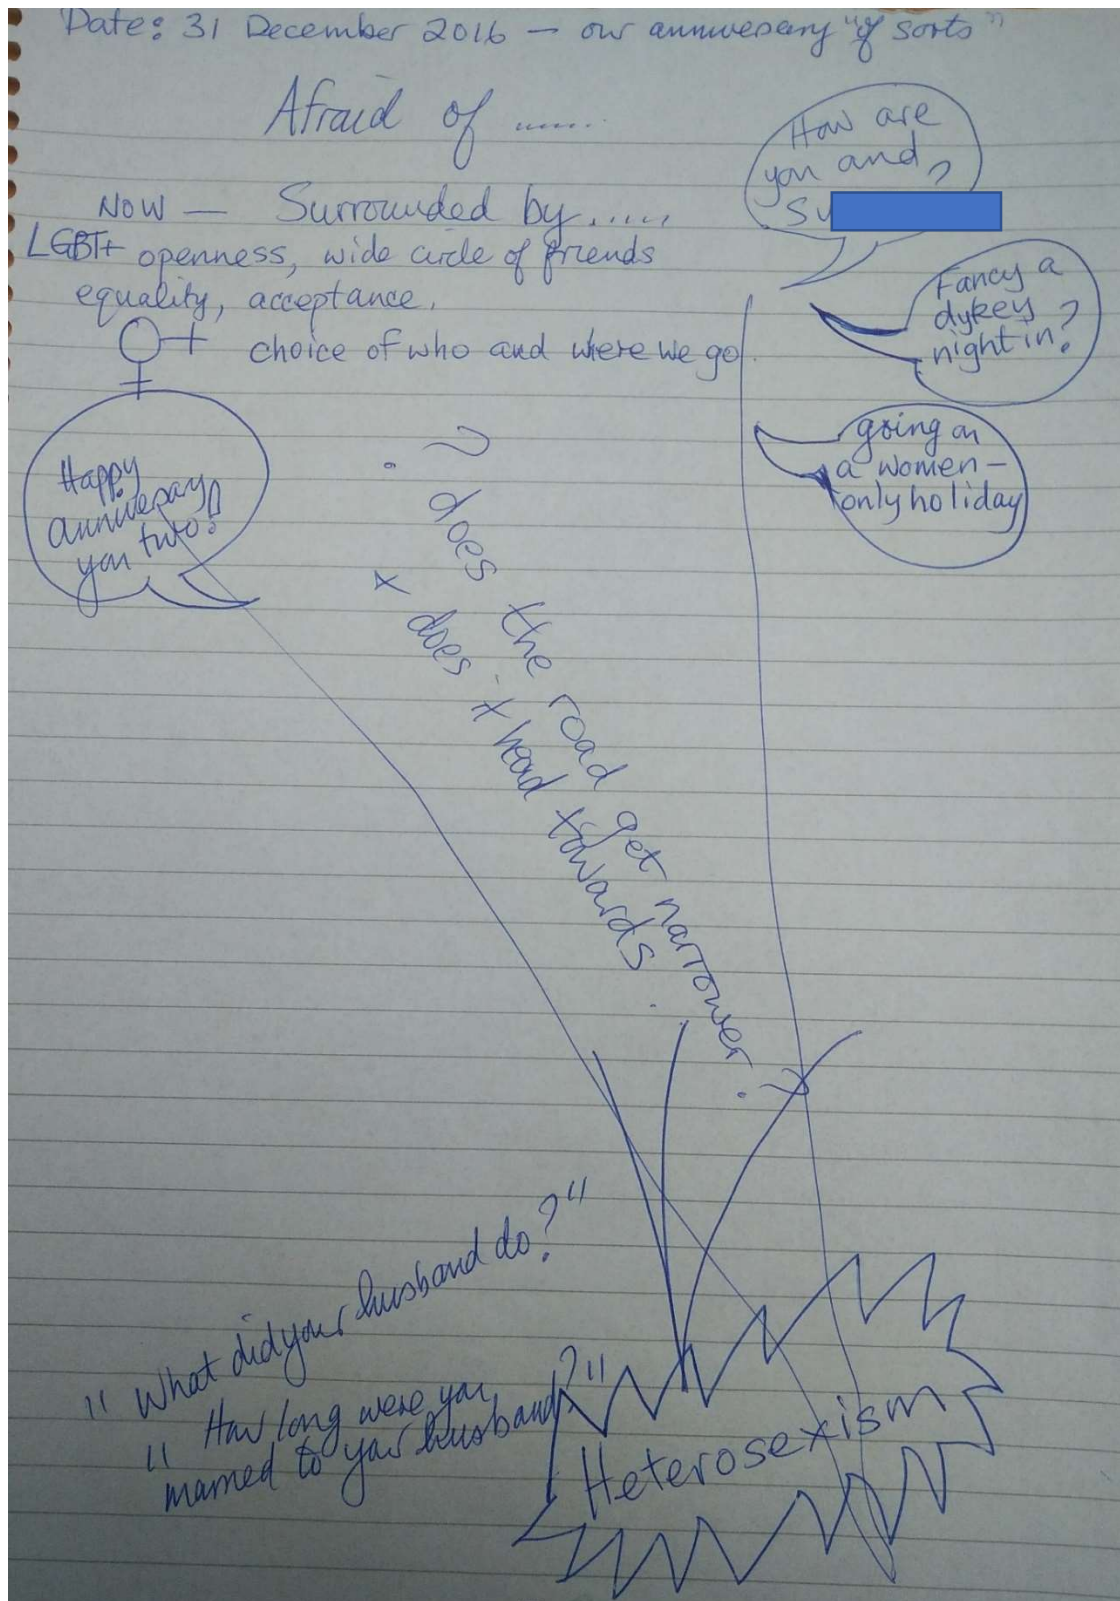 Date: 31 December 2016 — our anniversary "of sorts"
Afraid of ......
How are
you and
Su
?
NOW — Surrounded by......
LGBT+ openness, wide circle of friends
equality, acceptance.
choice of who and where we go.
Fancy a
dykey
night in?
going on
a women-
only holiday
Happy
anniversary
you two!!
? does the road get narrower?
x does x head towards.
"What did your husband do?"
"How long were you
married to your husband?"
Heterosexism